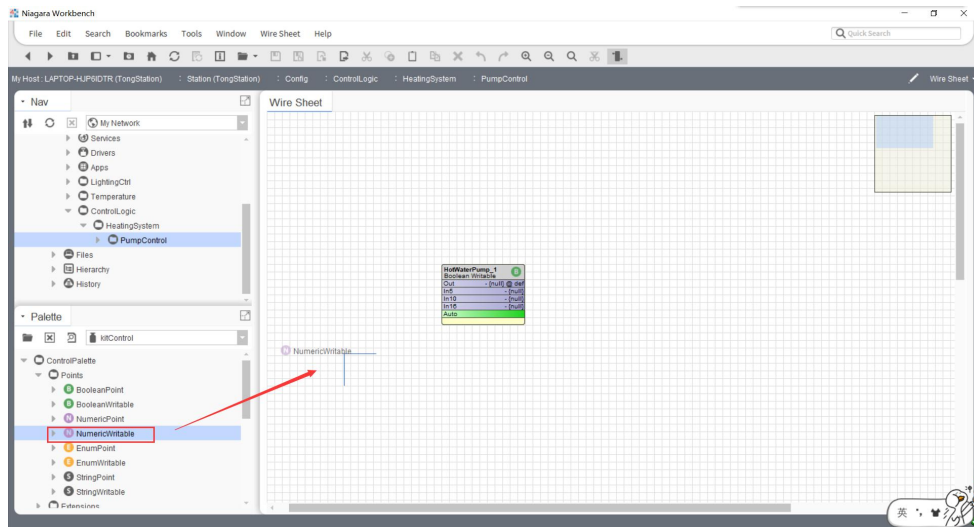 Niagara Workbench
File Edit Search Bookmarks Tools Window Wire Sheet Help
Quick Search
My Host : LAPTOP-HJP6IDTR (TongStation) : Station (TongStation) : Config : ControlLogic : HeatingSystem : PumpControl
Wire Sheet
Nav
My Network
Services
Drivers
Apps
LightingCtrl
Temperature
ControlLogic
HeatingSystem
PumpControl
Files
Hierarchy
History
Palette
kitControl
ControlPalette
Points
BooleanPoint
BooleanWritable
NumericPoint
NumericWritable
EnumPoint
EnumWritable
StringPoint
StringWritable
Extensions
Wire Sheet
HotWaterPump_1
Boolean Writable
Out - {null} @ def
In5 - {null}
In10 - {null}
In16 - {null}
Auto
NumericWritable
英